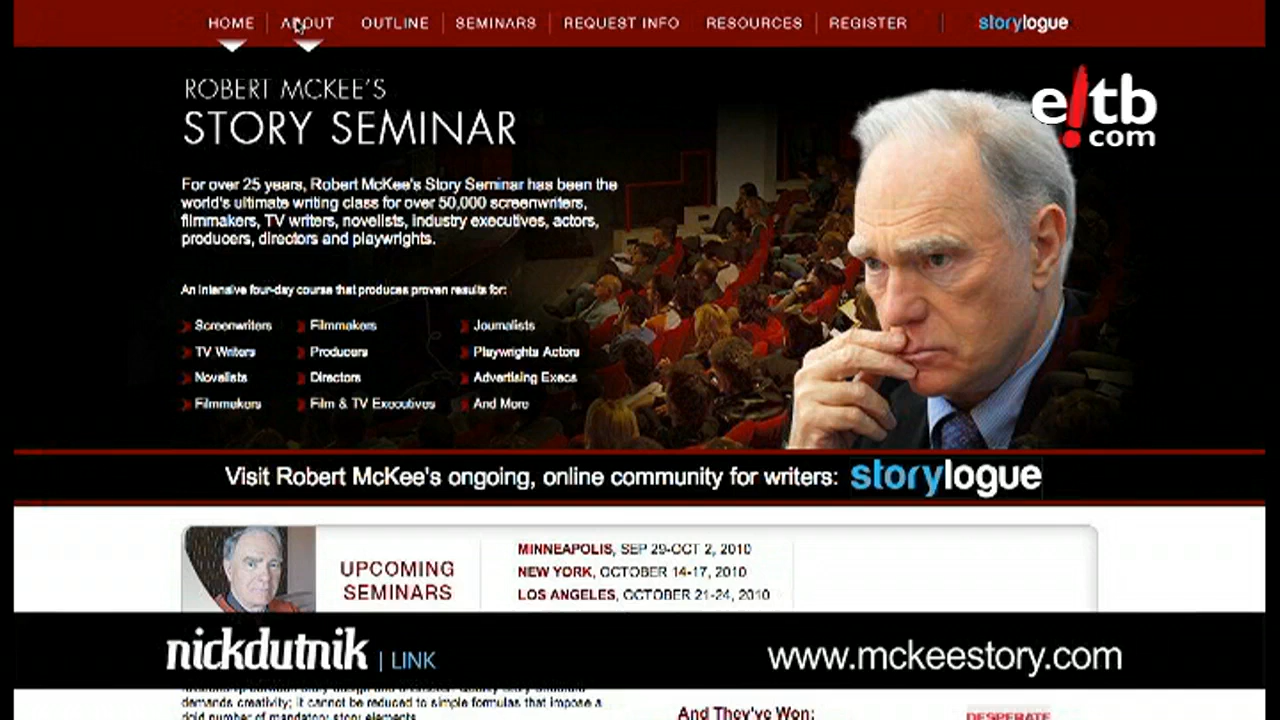 HOME ABOUT OUTLINE SEMINARS REQUEST INFO RESOURCES REGISTER storylogue
ROBERT MCKEE'S
STORY SEMINAR
e!tb
com
For over 25 years, Robert McKee's Story Seminar has been the
world's ultimate writing class for over 50,000 screenwriters,
filmmakers, TV writers, novelists, industry executives, actors,
producers, directors and playwrights.
An intensive four-day course that produces proven results for:
Screenwriters Filmmakers Journalists
TV Writers Producers Playwrights Actors
Novelists Directors Advertising Execs
Filmmakers Film & TV Executives And More
Visit Robert McKee's ongoing, online community for writers: storylogue
UPCOMING
SEMINARS
MINNEAPOLIS, SEP 29-OCT 2, 2010
NEW YORK, OCTOBER 14-17, 2010
LOS ANGELES, OCTOBER 21-24, 2010
nickdutnik | LINK www.mckeestory.com
demands creativity; it cannot be reduced to simple formulas that impose a
number of mandatory story elements
And They've Won:
DESPERATE